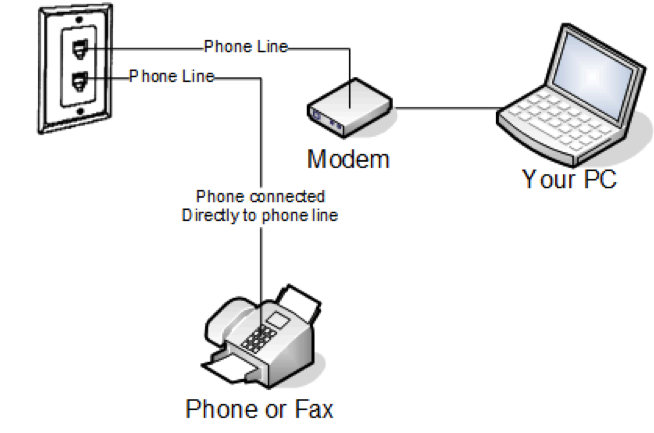 Phone Line
Phone Line
Modem
Your PC
Phone connected
Directly to phone line
Phone or Fax